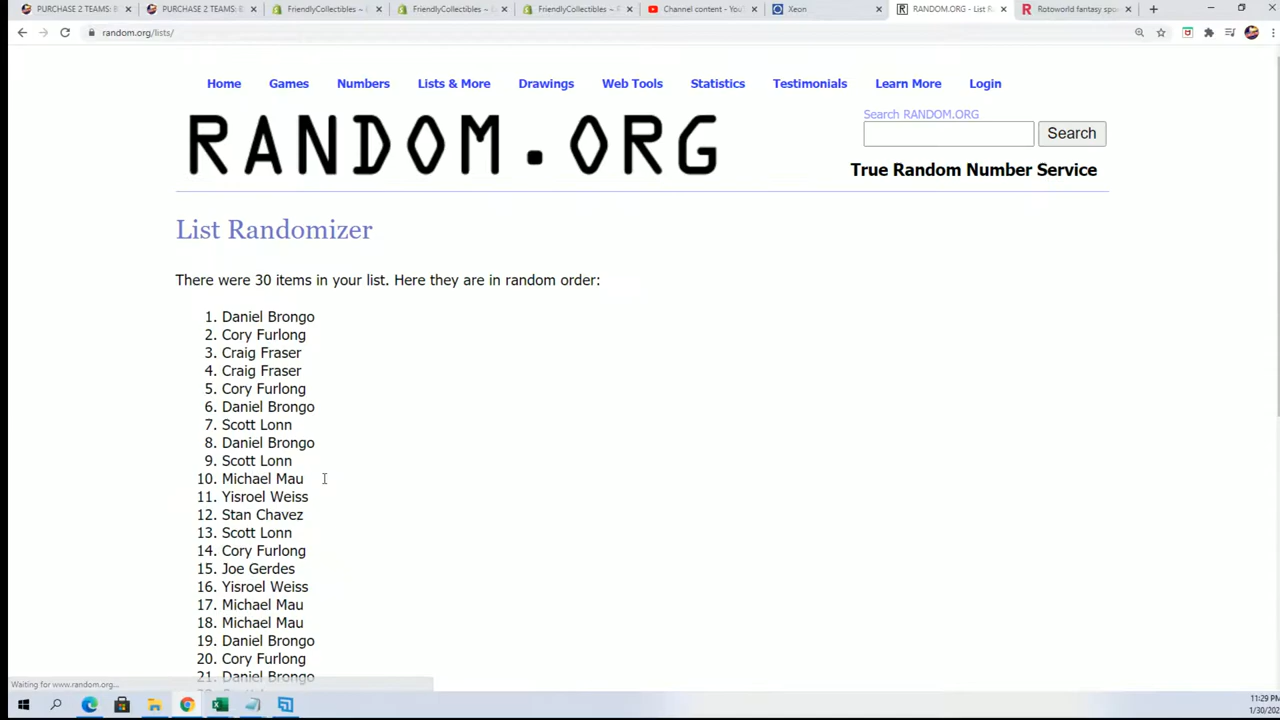 PURCHASE 2 TEAMS: B
PURCHASE 2 TEAMS: B
FriendlyCollectibles
FriendlyCollectibles
FriendlyCollectibles
Channel content - You
Xeon
RANDOM.ORG - List R
Rotoworld fantasy spo
random.org/lists/
Home
Games
Numbers
Lists & More
Drawings
Web Tools
Statistics
Testimonials
Learn More
Login
Search RANDOM.ORG
RANDOM.ORG
Search
True Random Number Service
List Randomizer
There were 30 items in your list. Here they are in random order:
1. Daniel Brongo
2. Cory Furlong
3. Craig Fraser
4. Craig Fraser
5. Cory Furlong
6. Daniel Brongo
7. Scott Lonn
8. Daniel Brongo
9. Scott Lonn
10. Michael Mau
11. Yisroel Weiss
12. Stan Chavez
13. Scott Lonn
14. Cory Furlong
15. Joe Gerdes
16. Yisroel Weiss
17. Michael Mau
18. Michael Mau
19. Daniel Brongo
20. Cory Furlong
21. Daniel Brongo
Waiting for www.random.org...
11:29 PM
1/30/202